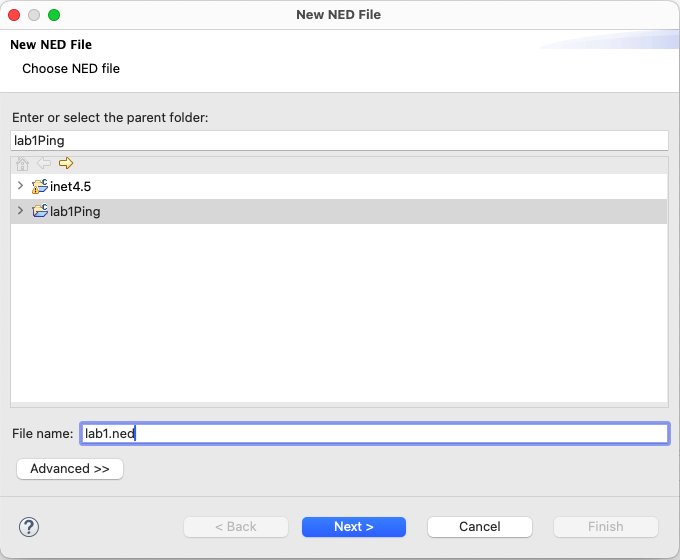 New NED File
New NED File
Choose NED file
Enter or select the parent folder:
lab1Ping
inet4.5
lab1Ping
File name: lab1.ned
Advanced >>
? < Back Next > Cancel Finish